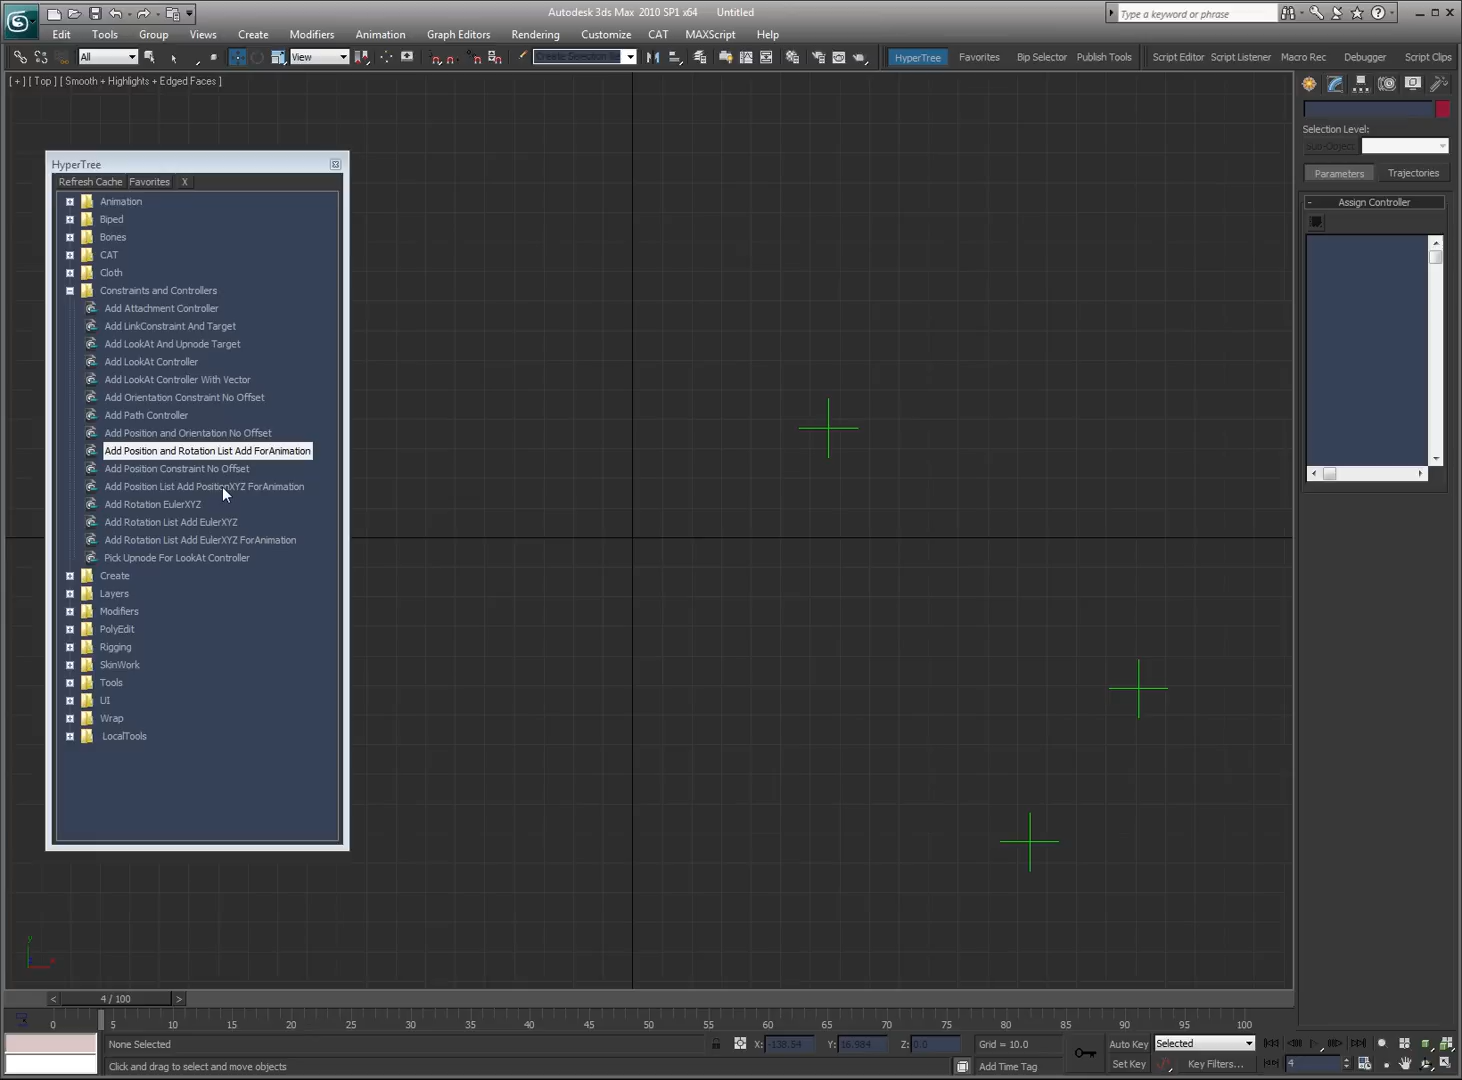 Autodesk 3ds Max 2010 SP1 x64 Untitled
Type a keyword or phrase
Edit Tools Group Views Create Modifiers Animation Graph Editors Rendering Customize CAT MAXScript Help
All View HyperTree Favorites Bip Selector Publish Tools Script Editor Script Listener Macro Rec Debugger Script Clips
[ + ] [ Top ] [ Smooth + Highlights + Edged Faces ]
Selection Level:
Sub-Object
Parameters Trajectories
- Assign Controller
HyperTree
Refresh Cache Favorites X
Animation
Biped
Bones
CAT
Cloth
Constraints and Controllers
Add Attachment Controller
Add LinkConstraint And Target
Add LookAt And Upnode Target
Add LookAt Controller
Add LookAt Controller With Vector
Add Orientation Constraint No Offset
Add Path Controller
Add Position and Orientation No Offset
Add Position and Rotation List Add ForAnimation
Add Position Constraint No Offset
Add Position List Add PositionXYZ ForAnimation
Add Rotation EulerXYZ
Add Rotation List Add EulerXYZ
Add Rotation List Add EulerXYZ ForAnimation
Pick Upnode For LookAt Controller
Create
Layers
Modifiers
PolyEdit
Rigging
SkinWork
Tools
UI
Wrap
LocalTools
y
x
< 4 / 100 >
0 5 10 15 20 25 30 35 40 45 50 55 60 65 70 75 80 85 90 95 100
None Selected X: -138.54 Y: 16.984 Z: 0.0 Grid = 10.0 Auto Key Selected
Click and drag to select and move objects Add Time Tag Set Key Key Filters... 4